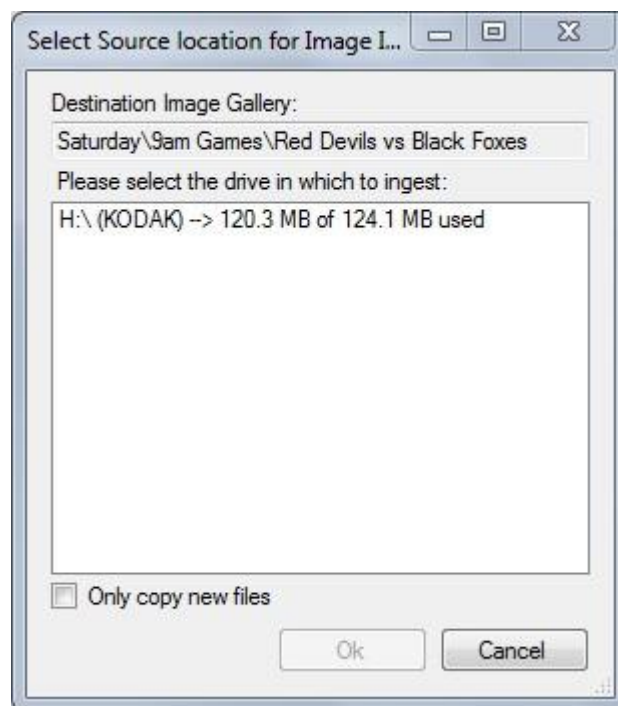 Select Source location for Image I...
Destination Image Gallery:
Saturday\9am Games\Red Devils vs Black Foxes
Please select the drive in which to ingest:
H:\ (KODAK) --> 120.3 MB of 124.1 MB used
Only copy new files
Ok Cancel